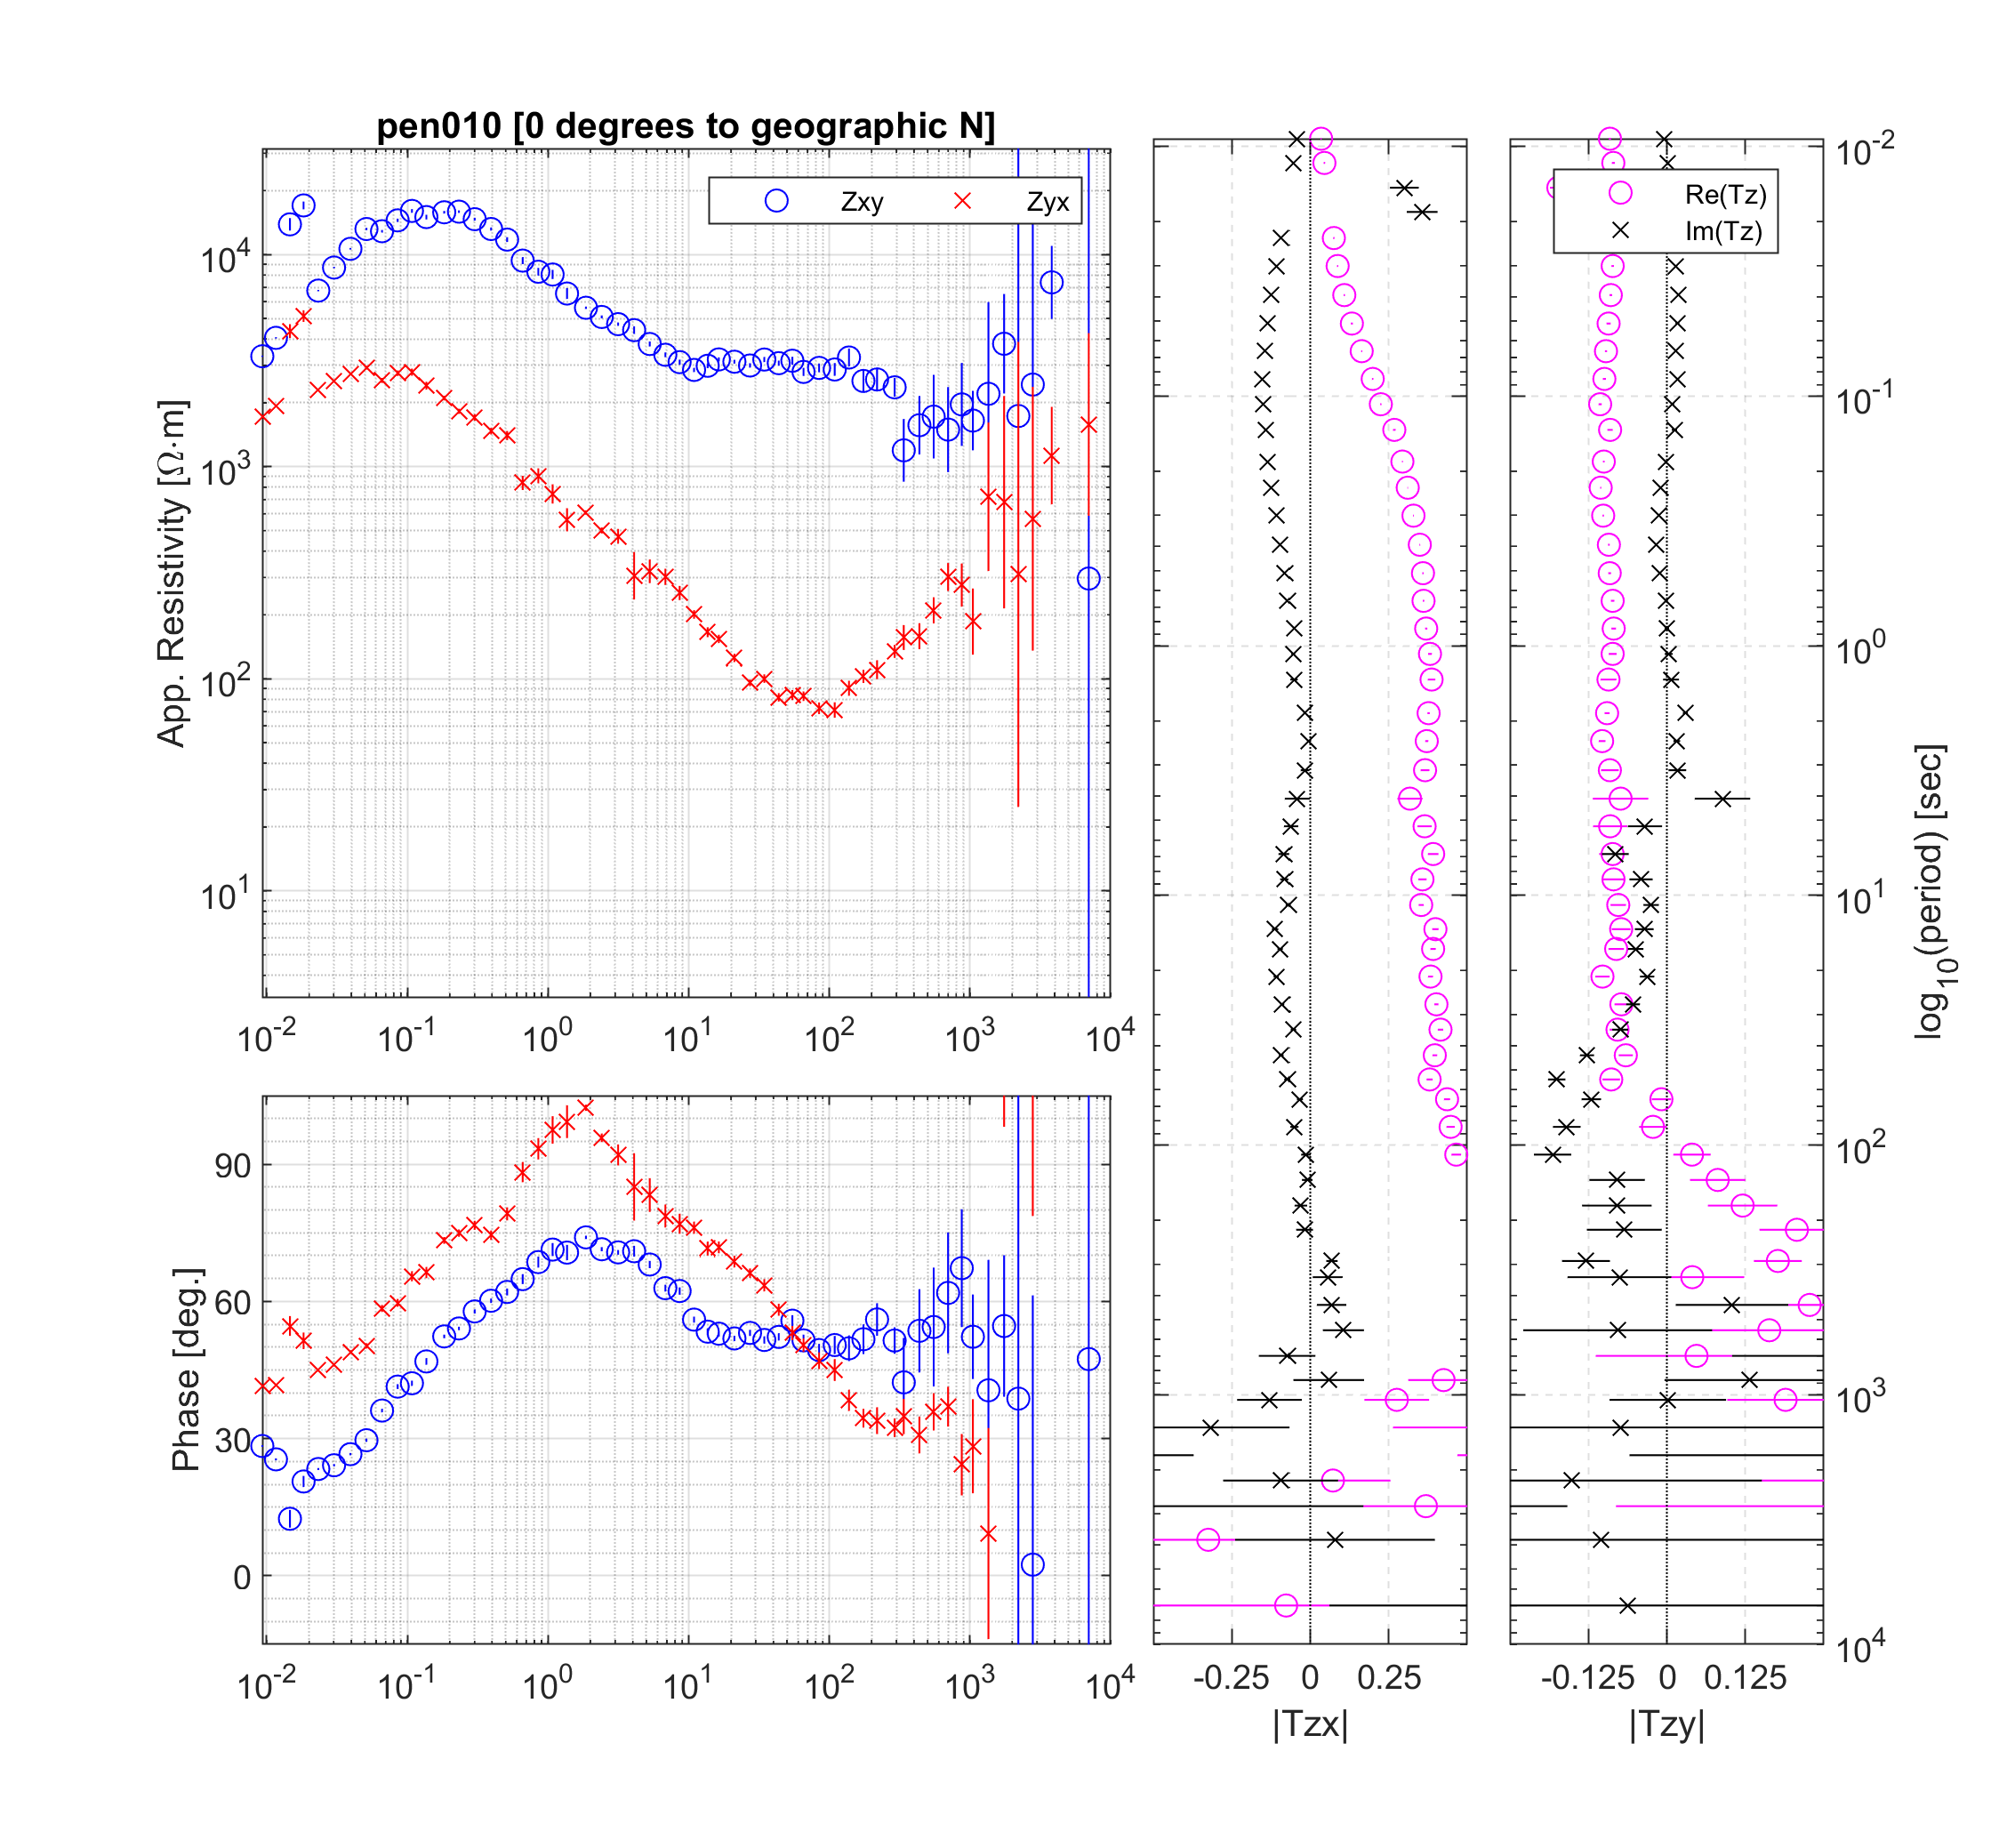 pen010 [0 degrees to geographic N]
Zxy Zyx
App. Resistivity [Ω·m]
10^4
10^3
10^2
10^1
10^-2 10^-1 10^0 10^1 10^2 10^3 10^4
Phase [deg.]
90
60
30
0
10^-2 10^-1 10^0 10^1 10^2 10^3 10^4
-0.25 0 0.25
|Tzx|
Re(Tz)
Im(Tz)
-0.125 0 0.125
|Tzy|
10^-2
10^-1
10^0
10^1
10^2
10^3
10^4
log_10(period) [sec]